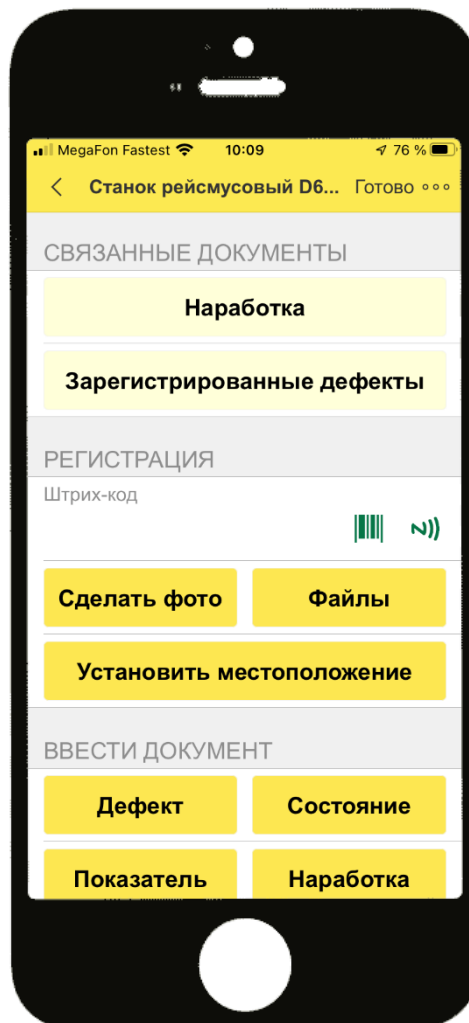 MegaFon Fastest 10:09 76 %
Станок рейсмусовый D6... Готово
СВЯЗАННЫЕ ДОКУМЕНТЫ
Наработка
Зарегистрированные дефекты
РЕГИСТРАЦИЯ
Штрих-код
Сделать фото Файлы
Установить местоположение
ВВЕСТИ ДОКУМЕНТ
Дефект Состояние
Показатель Наработка